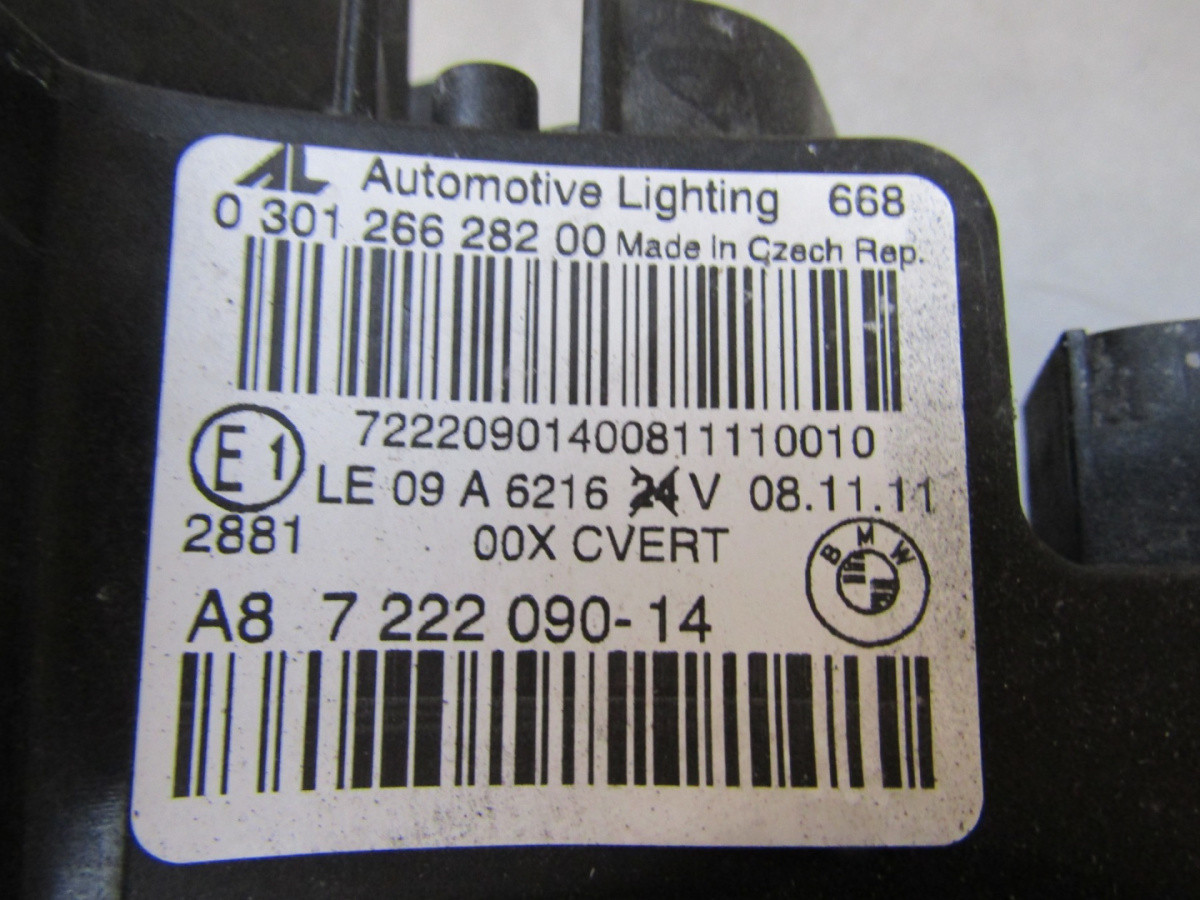 AL Automotive Lighting 668
0 301 266 282 00 Made in Czech Rep.
72220901400811110010
E1 LE 09 A 6216 24 V 08.11.11
2881 00X CVERT
BMW
A8 7 222 090-14